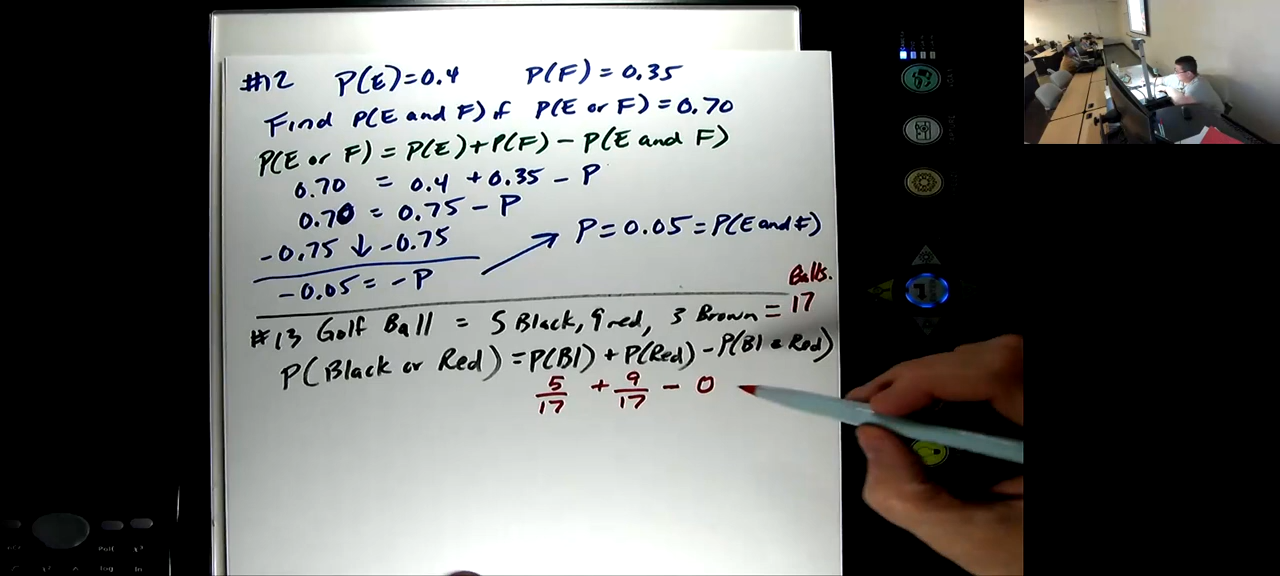 #12 P(E)=0.4 P(F)=0.35
Find P(E and F) if P(E or F)=0.70
P(E or F) = P(E)+P(F) - P(E and F)
0.70 = 0.4 + 0.35 - P
0.70 = 0.75 - P
-0.75 ↓ -0.75
-0.05 = -P
P = 0.05 = P(E and F)
Balls.
#13 Golf Ball = 5 Black, 9 red, 3 Brown = 17
P(Black or Red) = P(Bl) + P(Red) - P(Bl & Red)
5/17 + 9/17 - 0